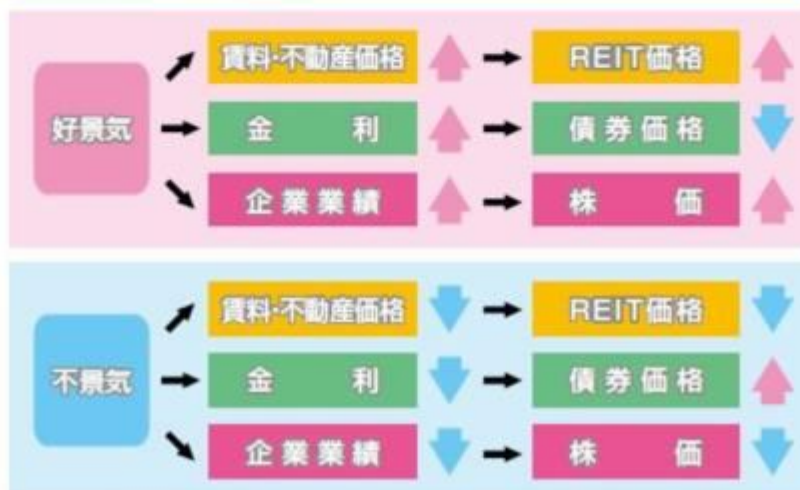 好景気
賃料・不動産価格
REIT価格
金利
債券価格
企業業績
株価
不景気
賃料・不動産価格
REIT価格
金利
債券価格
企業業績
株価